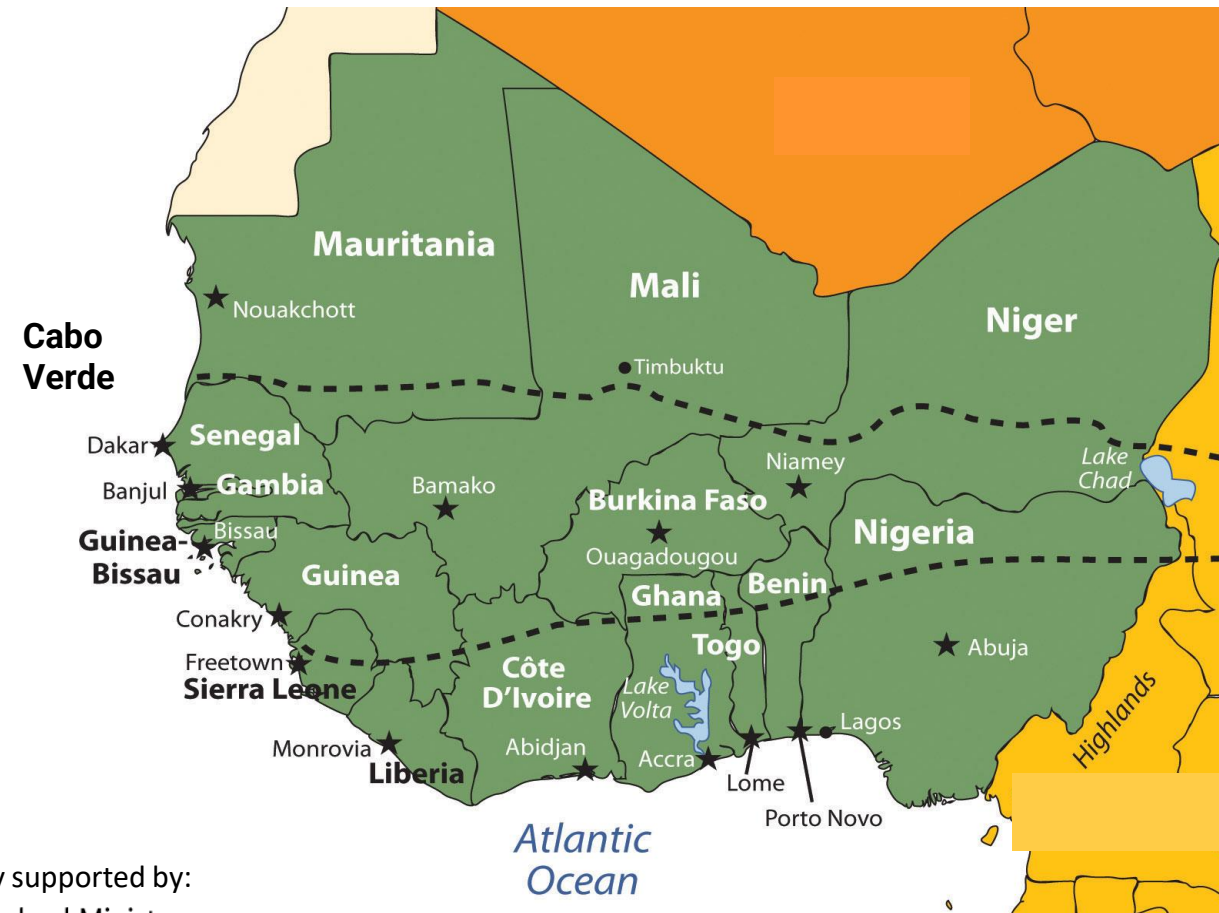 Mauritania
Mali
Niger
Nouakchott
Cabo
Verde
Timbuktu
Senegal
Dakar
Gambia
Banjul
Bamako
Niamey
Lake
Chad
Burkina Faso
Ouagadougou
Nigeria
Bissau
Guinea-
Bissau
Guinea
Ghana
Benin
Conakry
Togo
Abuja
Freetown
Sierra Leone
Côte
D'Ivoire
Lake
Volta
Lagos
Monrovia
Liberia
Abidjan
Accra
Lome
Porto Novo
Highlands
Atlantic
Ocean
supported by: